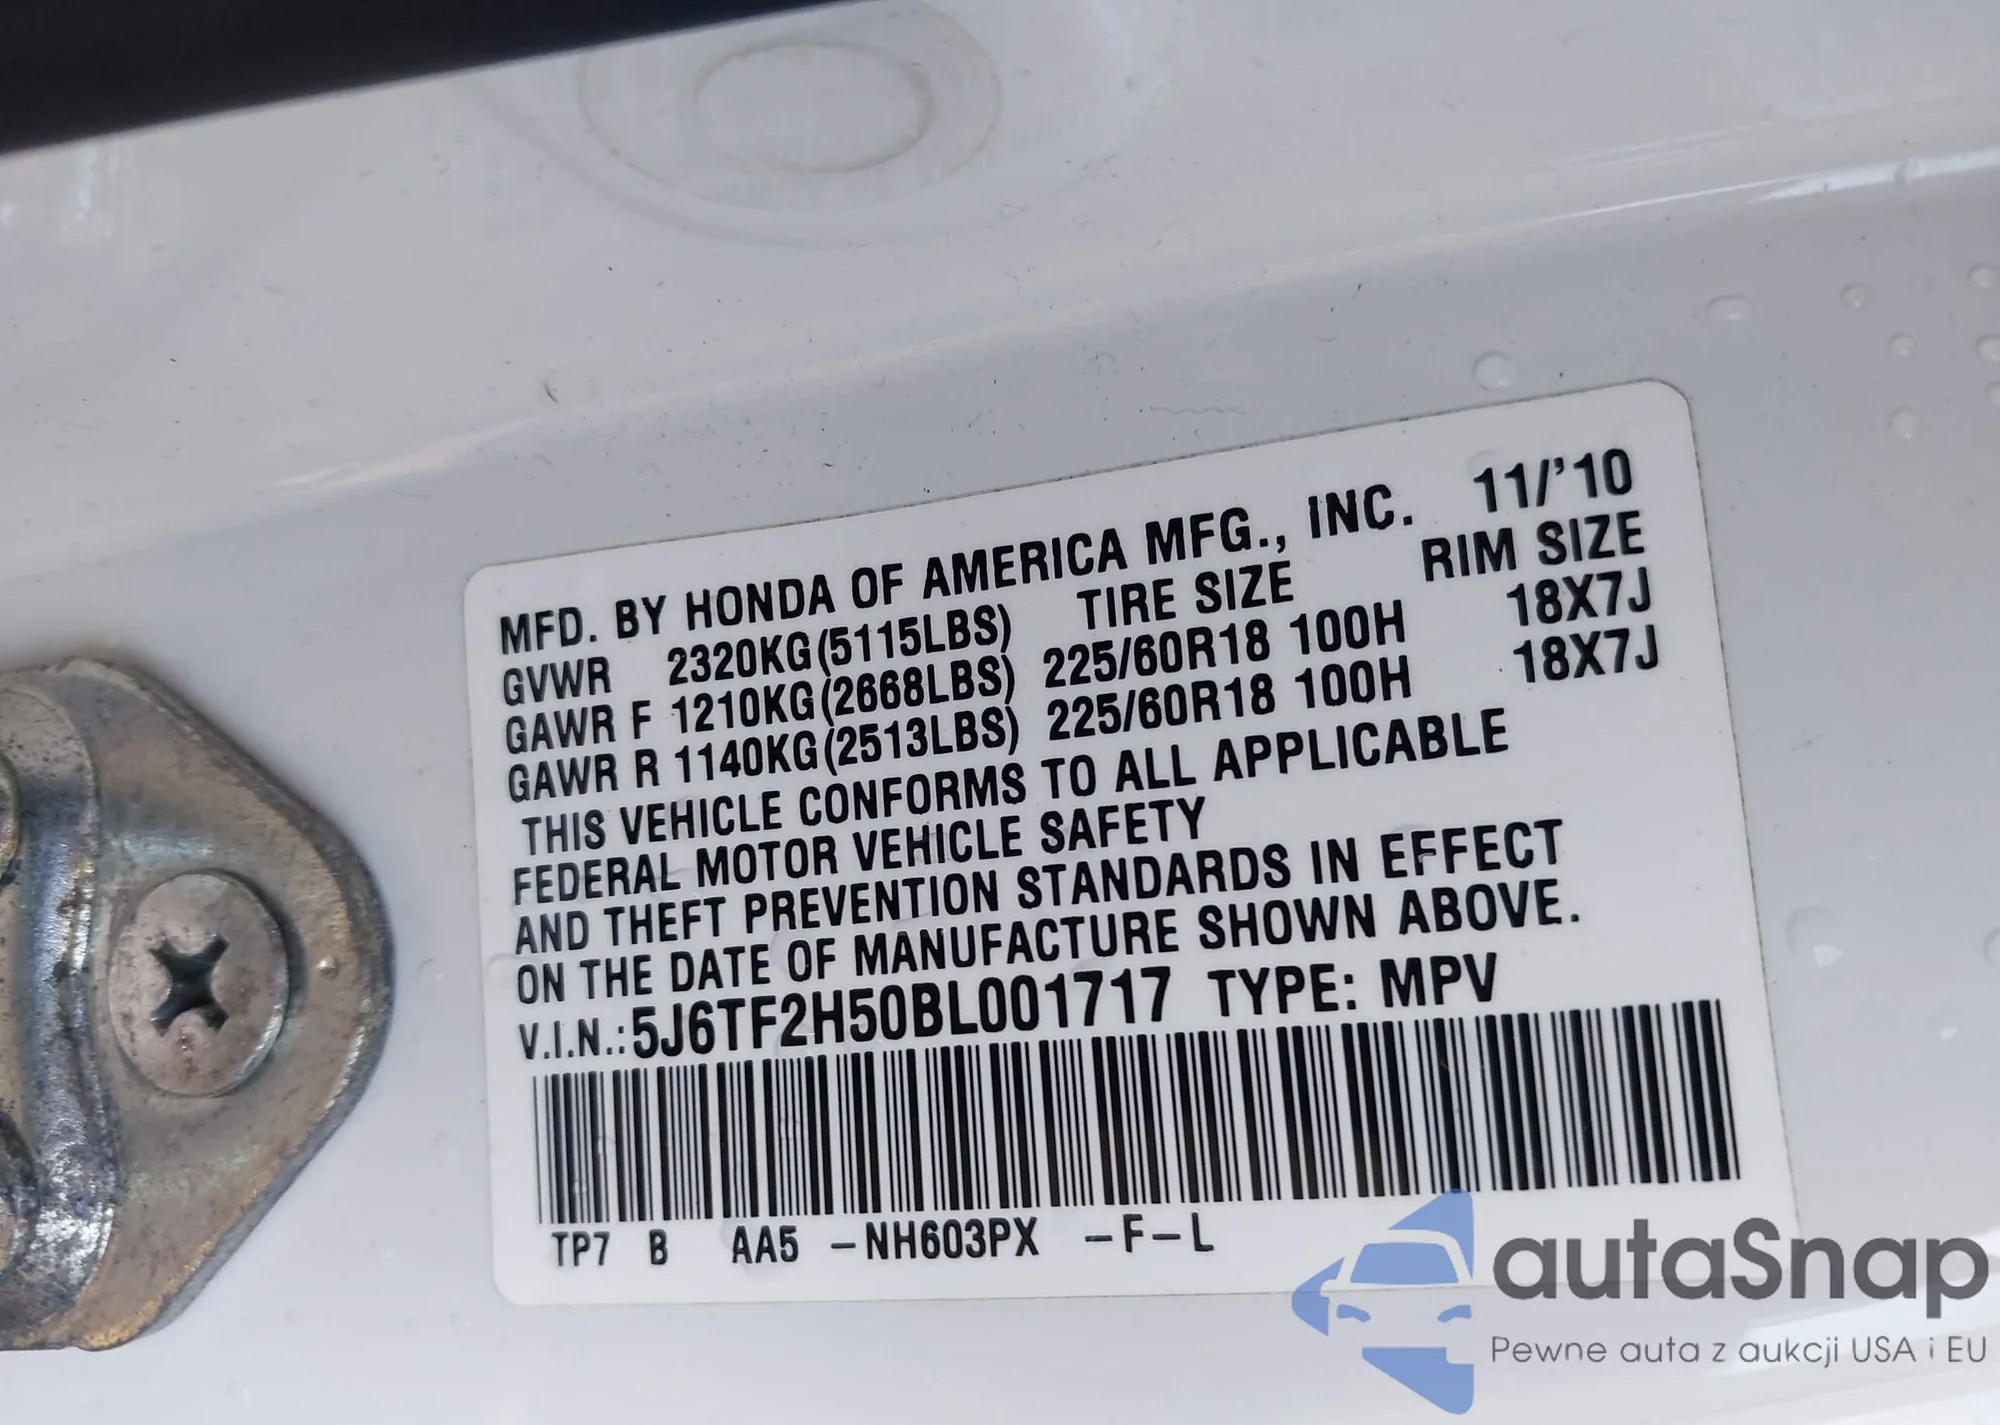 MFD. BY HONDA OF AMERICA MFG., INC. 11/'10
GVWR 2320KG(5115LBS) TIRE SIZE RIM SIZE
GAWR F 1210KG(2668LBS) 225/60R18 100H 18X7J
GAWR R 1140KG(2513LBS) 225/60R18 100H 18X7J
THIS VEHICLE CONFORMS TO ALL APPLICABLE
FEDERAL MOTOR VEHICLE SAFETY
AND THEFT PREVENTION STANDARDS IN EFFECT
ON THE DATE OF MANUFACTURE SHOWN ABOVE.
V.I.N.:5J6TF2H50BL001717 TYPE: MPV
TP7 B AA5 -NH603PX -F-L
autaSnap
Pewne auta z aukcji USA i EU